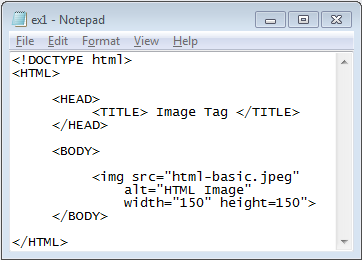 ex1 - Notepad
File Edit Format View Help
<!DOCTYPE html>
<HTML>
<HEAD>
<TITLE> Image Tag </TITLE>
</HEAD>
<BODY>
<img src="html-basic.jpeg"
alt="HTML Image"
width="150" height=150">
</BODY>
</HTML>